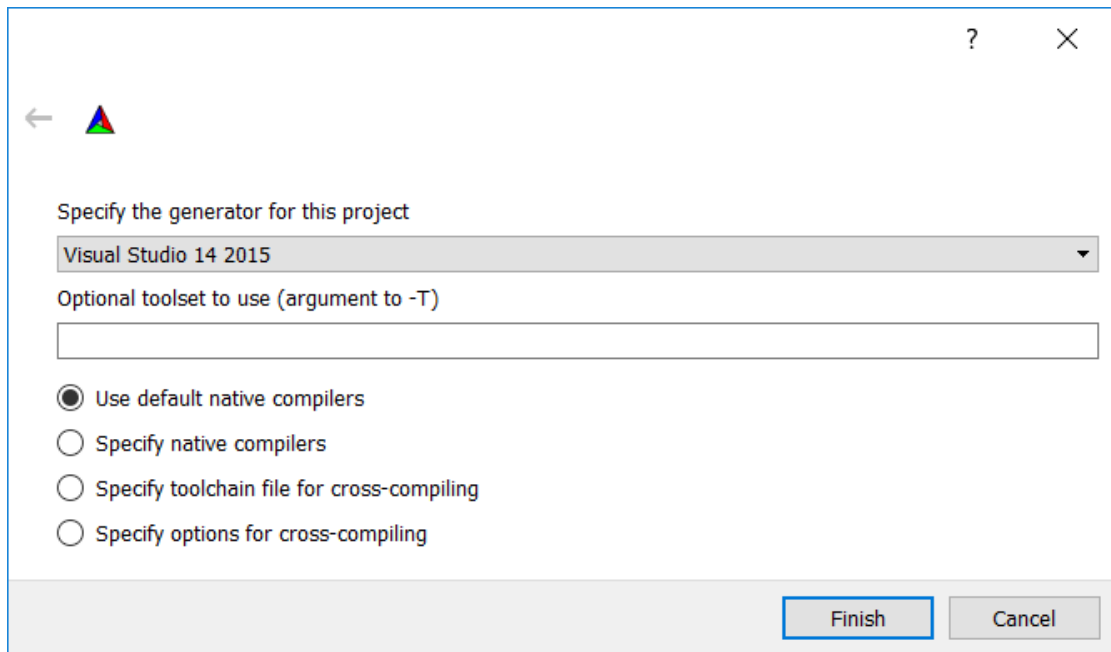 ?
Specify the generator for this project
Visual Studio 14 2015
Optional toolset to use (argument to -T)
Use default native compilers
Specify native compilers
Specify toolchain file for cross-compiling
Specify options for cross-compiling
Finish Cancel